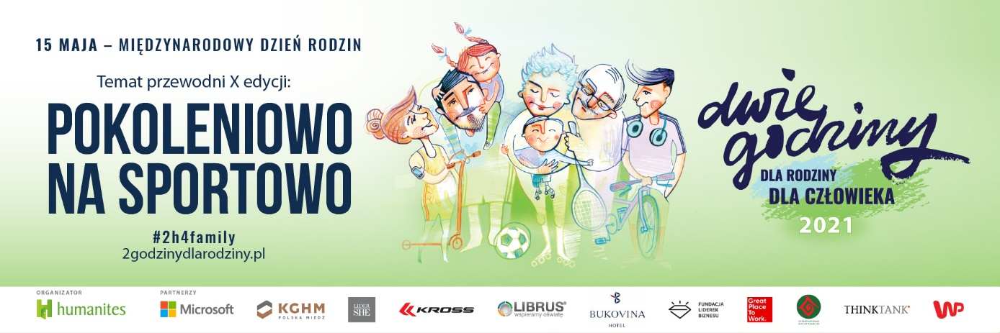 15 MAJA – MIĘDZYNARODOWY DZIEŃ RODZIN
Temat przewodni X edycji:
POKOLENIOWO
NA SPORTOWO
#2h4family
2godzinydlarodziny.pl
dwie
godziny
DLA RODZINY
DLA CZŁOWIEKA
2021
ORGANIZATOR
humanites
PARTNERZY
Microsoft
KGHM
POLSKA MIEDŹ
LIDER
SHE
KROSS
LIBRUS®
wspieramy oświatę
BUKOVINA
HOTEL
FUNDACJA
LIDEREK
BIZNESU
Great
Place
To
Work.
THINKTANK
WP